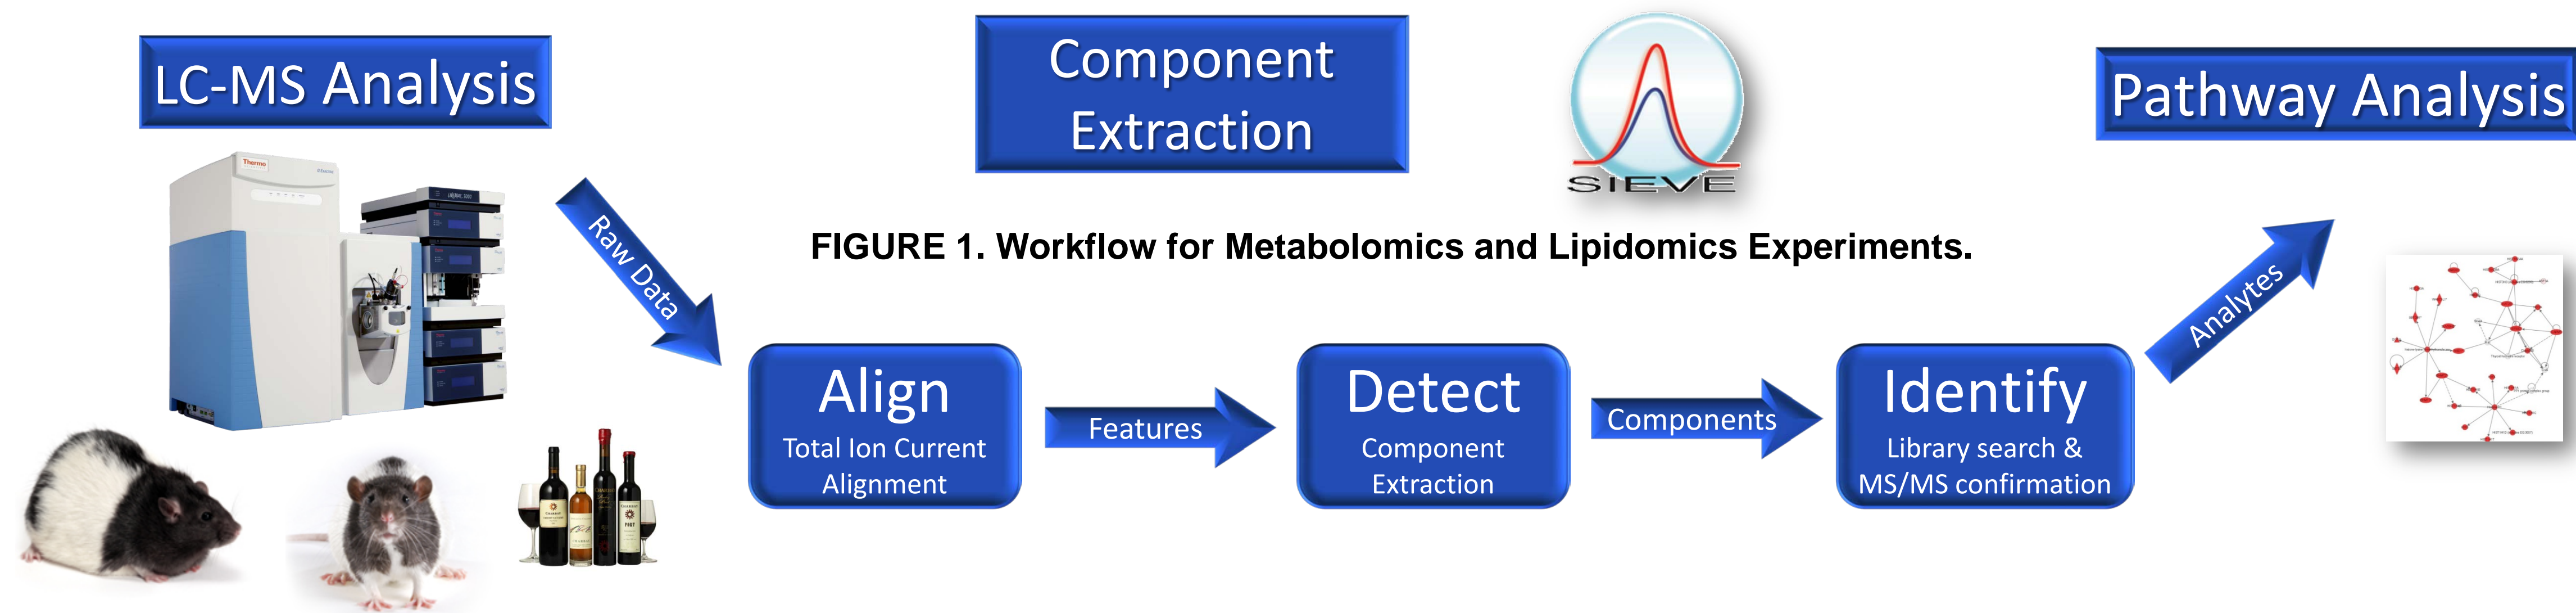 LC-MS Analysis
Component
Extraction
SIEVE
Pathway Analysis
Thermo
FIGURE 1. Workflow for Metabolomics and Lipidomics Experiments.
Raw Data
Align
Total Ion Current
Alignment
Features
Detect
Component
Extraction
Components
Identify
Library search &
MS/MS confirmation
Analytes